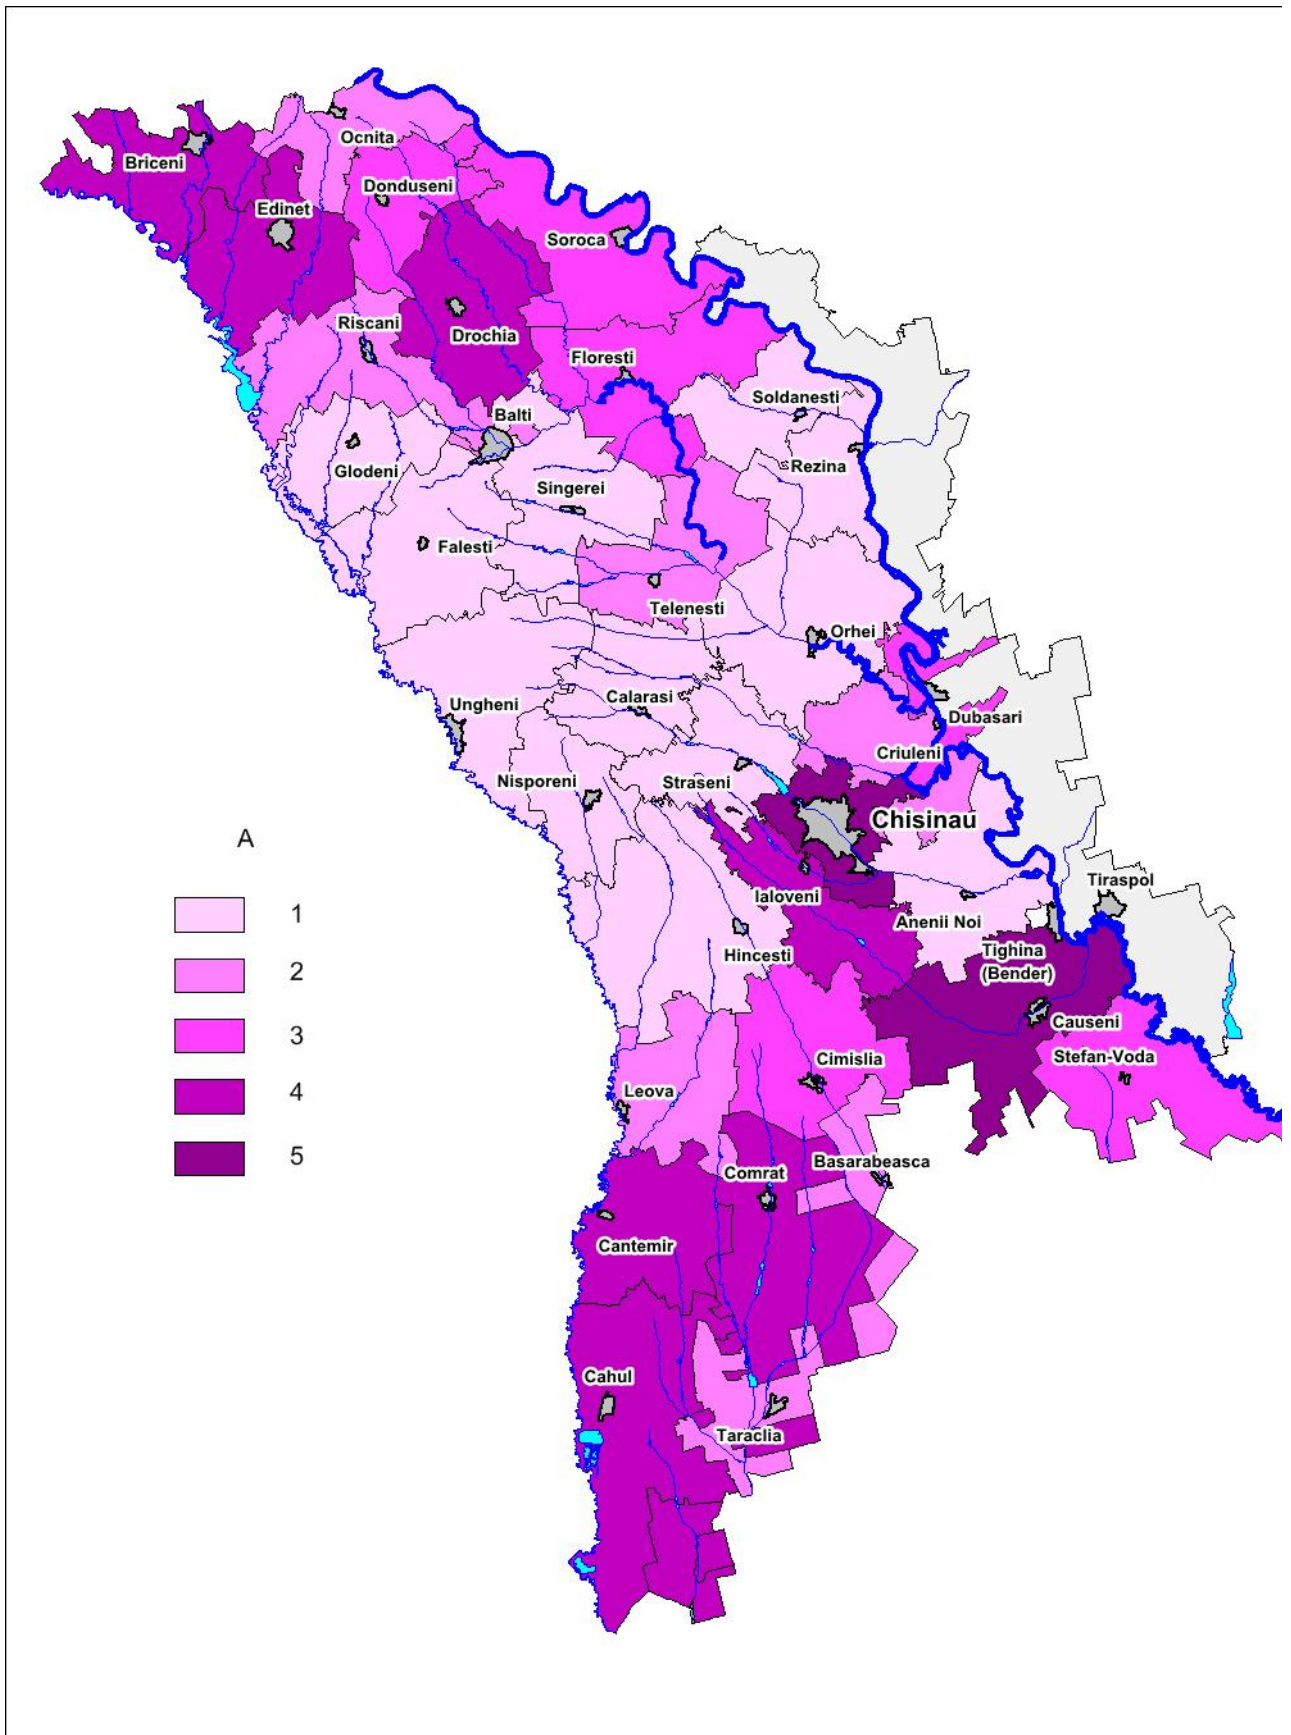 Ocnita
Briceni
Donduseni
Edinet
Soroca
Riscani
Drochia
Floresti
Soldanesti
Balti
Rezina
Glodeni
Singerei
Falesti
Telenesti
Orhei
Calarasi
Ungheni
Dubasari
Criuleni
Nisporeni
Straseni
Chisinau
A
Tiraspol
Ialoveni
1
Anenii Noi
Hincesti
Tighina
(Bender)
2
Causeni
3
Stefan-Voda
Cimislia
Leova
4
5
Basarabeasca
Comrat
Cantemir
Cahul
Taraclia